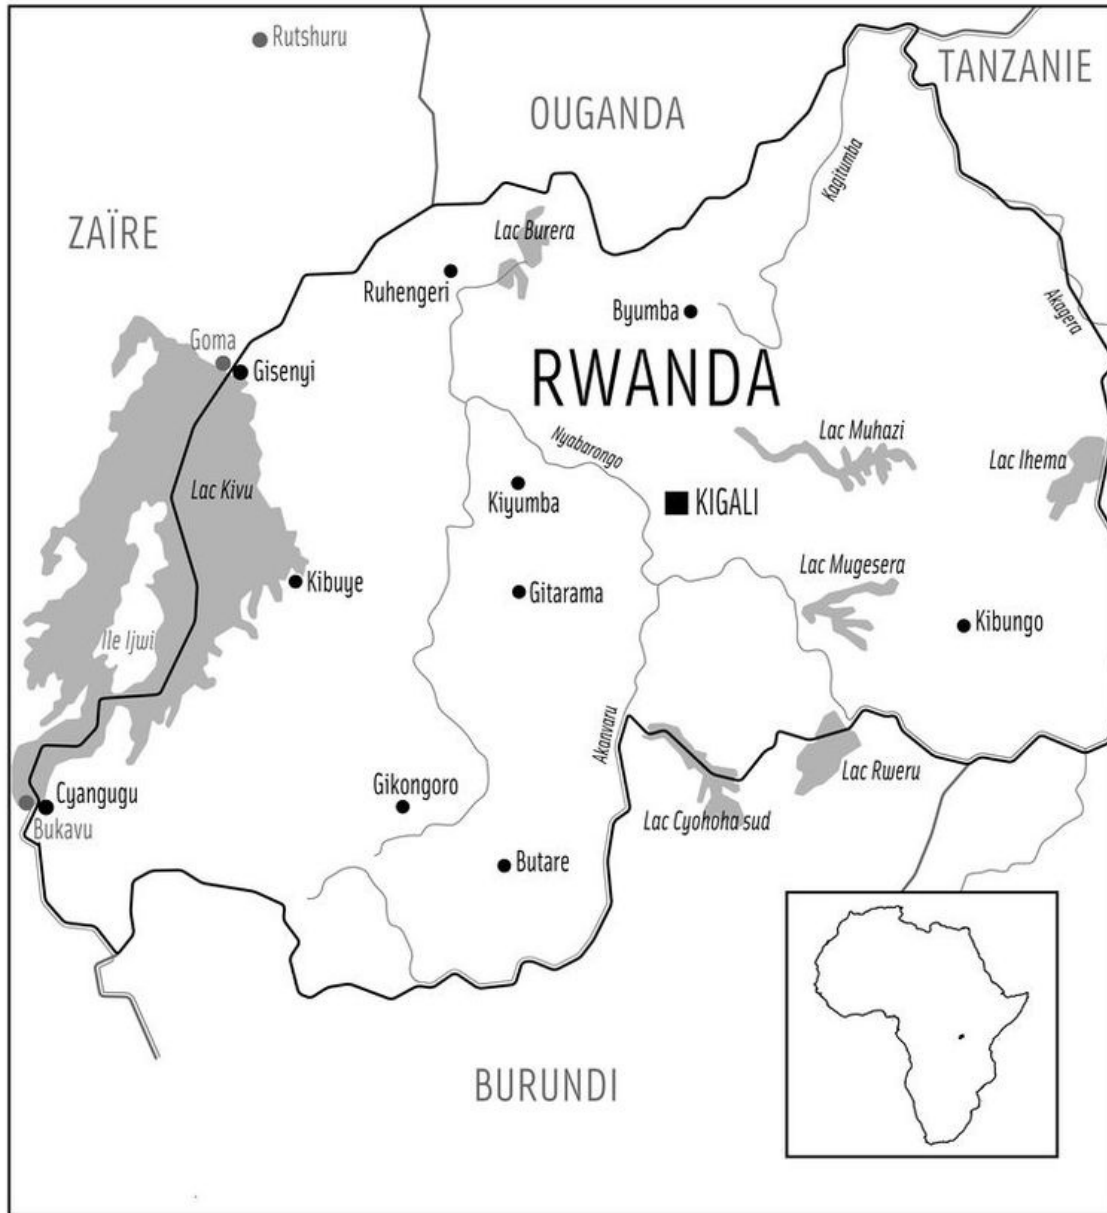 Rutshuru
TANZANIE
OUGANDA
Kagitumba
ZAÏRE
Lac Burera
Ruhengeri
Byumba
Akagera
Goma
Gisenyi
RWANDA
Lac Muhazi
Nyabarongo
Lac Ihema
Lac Kivu
Kiyumba
KIGALI
Lac Mugesera
Kibuye
Gitarama
Kibungo
Ile Ijwi
Akanyaru
Lac Rweru
Cyangugu
Gikongoro
Bukavu
Lac Cyohoha sud
Butare
BURUNDI